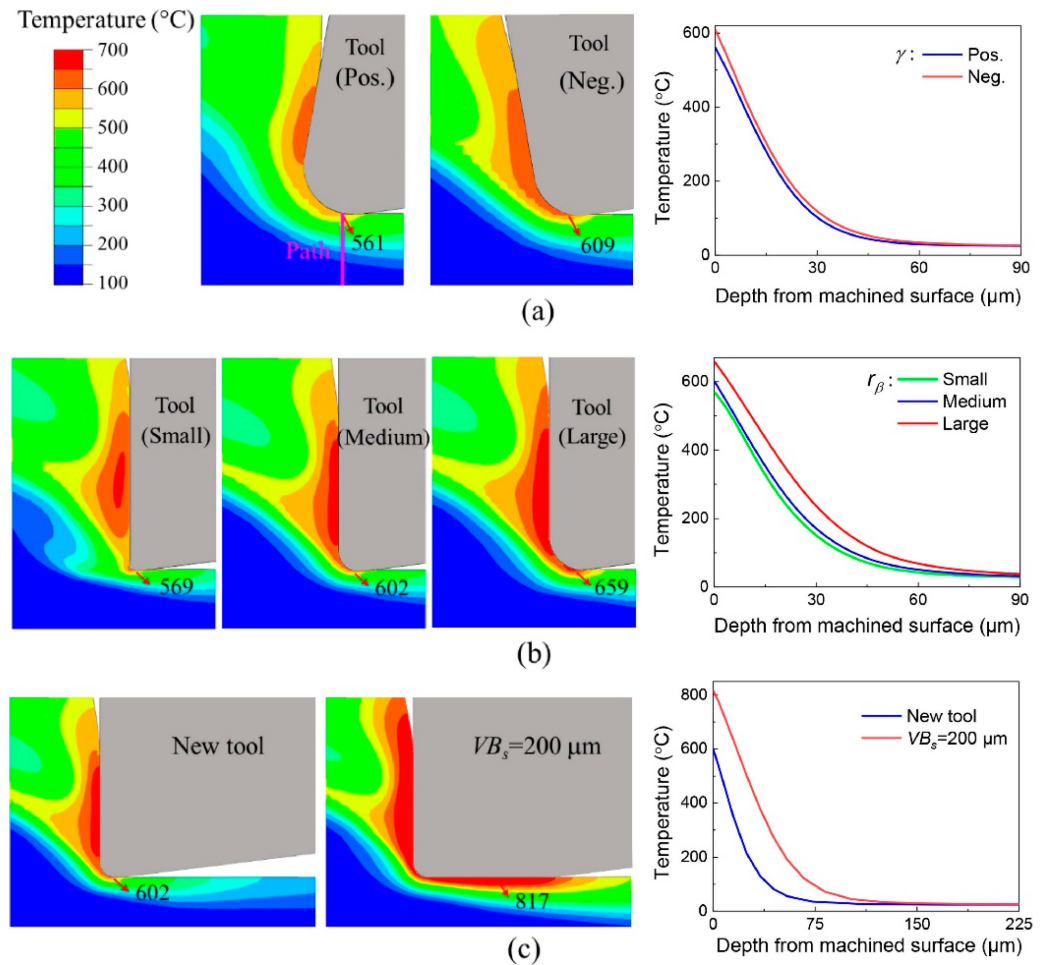 Temperature (°C)
700
600
500
400
300
200
100
Tool
(Pos.)
Path
561
Tool
(Neg.)
609
Temperature (°C)
600
400
200
0
γ :
Pos.
Neg.
0
30
60
90
Depth from machined surface (μm)
(a)
Tool
(Small)
569
Tool
(Medium)
602
Tool
(Large)
659
Temperature (°C)
600
400
200
0
rβ :
Small
Medium
Large
0
30
60
90
Depth from machined surface (μm)
(b)
New tool
602
VBs=200 μm
817
Temperature (°C)
800
600
400
200
0
New tool
VBs=200 μm
0
75
150
225
Depth from machined surface (μm)
(c)